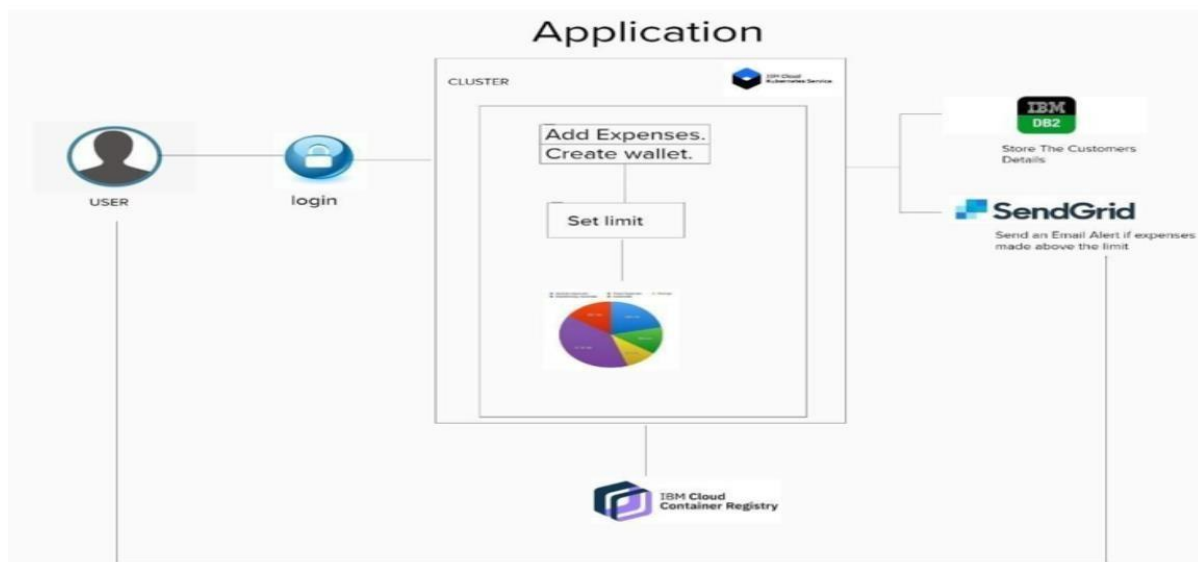 Application
CLUSTER
IBM Cloud
Kubernetes Service
Add Expenses.
Create wallet.
USER
login
Set limit
IBM
DB2
Store The Customers
Details
SendGrid
Send an Email Alert if expenses
made above the limit
IBM Cloud
Container Registry